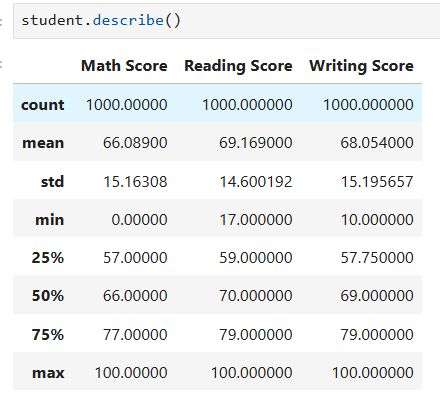 student.describe()
Math Score Reading Score Writing Score
count 1000.00000 1000.000000 1000.000000
mean 66.08900 69.169000 68.054000
std 15.16308 14.600192 15.195657
min 0.00000 17.000000 10.000000
25% 57.00000 59.000000 57.750000
50% 66.00000 70.000000 69.000000
75% 77.00000 79.000000 79.000000
max 100.00000 100.000000 100.000000